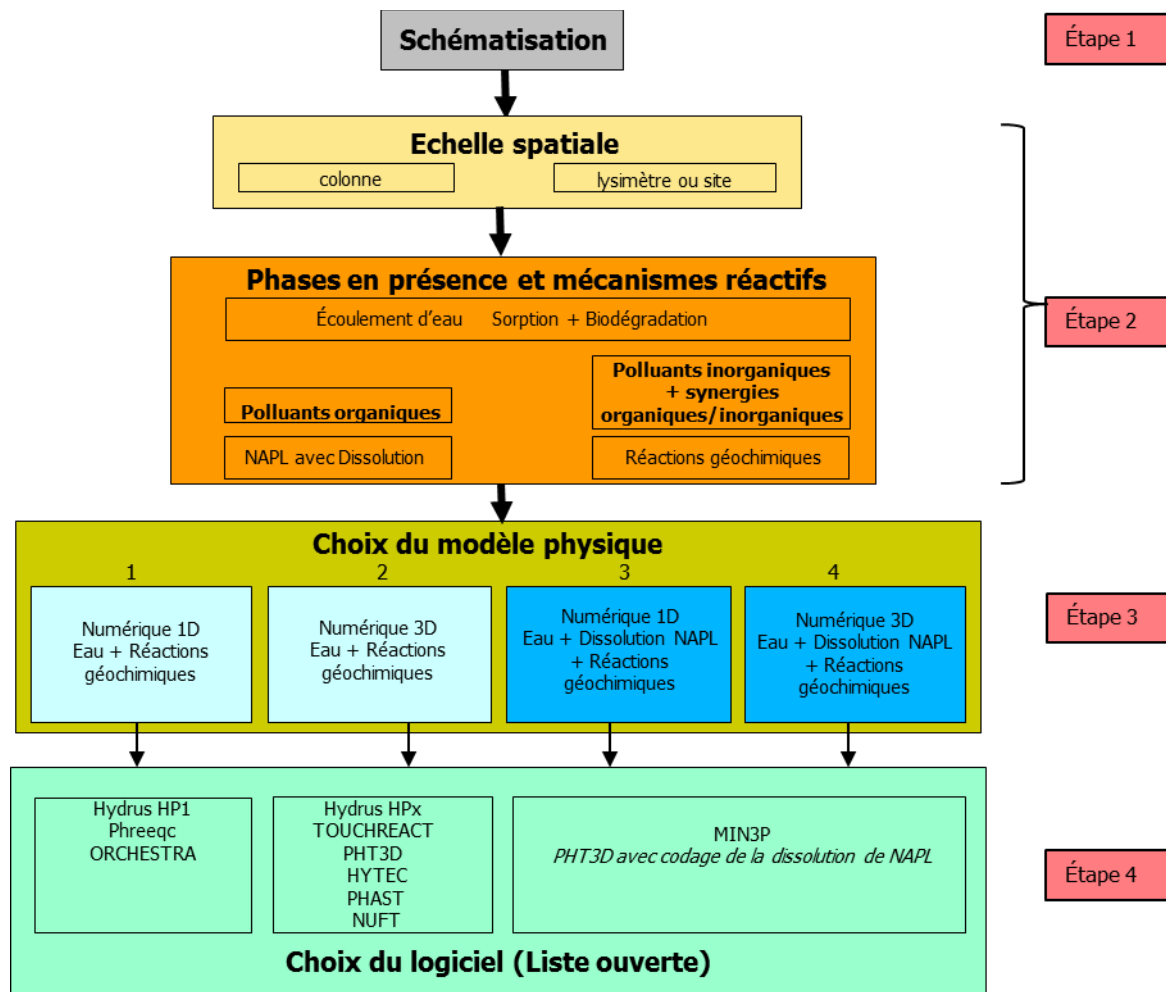 Schématisation
Étape 1
Echelle spatiale
colonne
lysimètre ou site
Phases en présence et mécanismes réactifs
Écoulement d'eau Sorption + Biodégradation
Étape 2
Polluants organiques
Polluants inorganiques
+ synergies
organiques/inorganiques
NAPL avec Dissolution
Réactions géochimiques
Choix du modèle physique
1
2
3
4
Numérique 1D
Eau + Réactions
géochimiques
Numérique 3D
Eau + Réactions
géochimiques
Numérique 1D
Eau + Dissolution NAPL
+ Réactions
géochimiques
Numérique 3D
Eau + Dissolution NAPL
+ Réactions
géochimiques
Étape 3
Hydrus HP1
Phreeqc
ORCHESTRA
Hydrus HPx
TOUCHREACT
PHT3D
HYTEC
PHAST
NUFT
MIN3P
PHT3D avec codage de la dissolution de NAPL
Étape 4
Choix du logiciel (Liste ouverte)